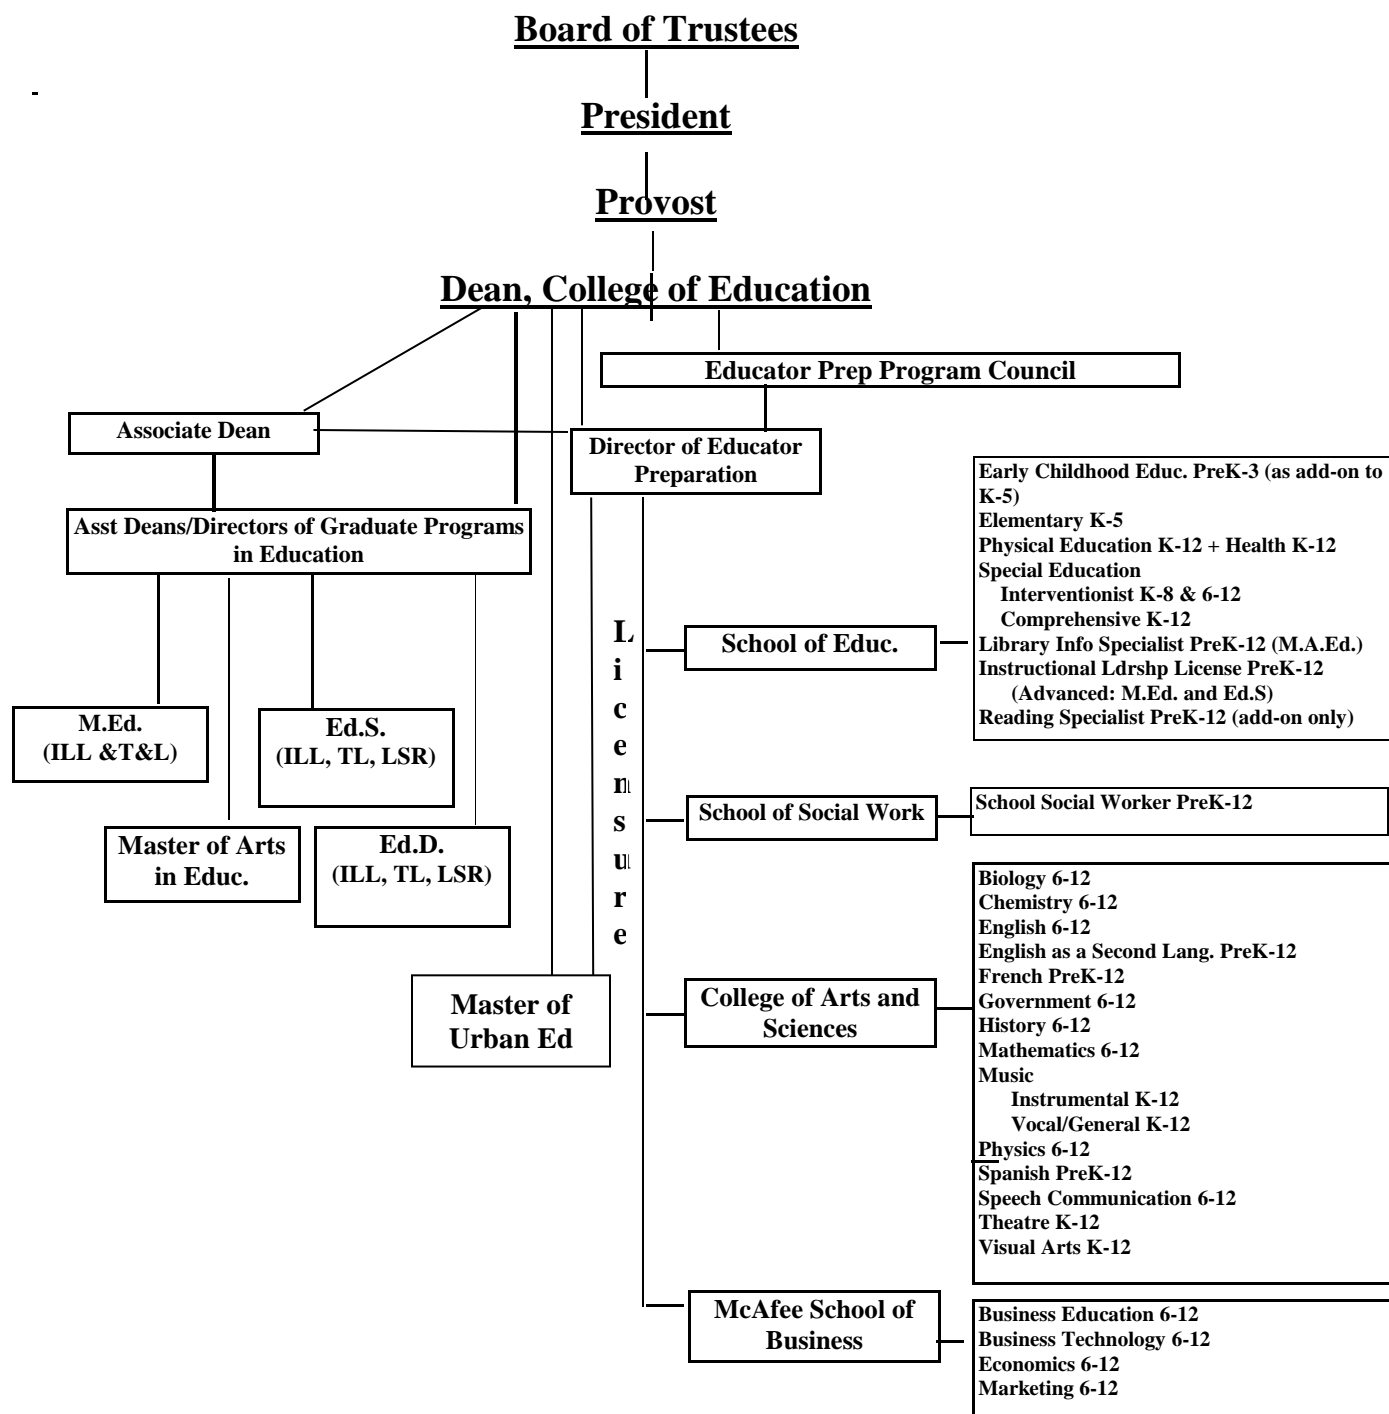 Board of Trustees
-
President
Provost
Dean, College of Education
Educator Prep Program Council
Associate Dean
Director of Educator
Preparation
Asst Deans/Directors of Graduate Programs
in Education
M.Ed.
(ILL &T&L)
Ed.S.
(ILL, TL, LSR)
Master of Arts
in Educ.
Ed.D.
(ILL, TL, LSR)
Master of
Urban Ed
L
i
c
e
n
s
u
r
e
School of Educ.
Early Childhood Educ. PreK-3 (as add-on to
K-5)
Elementary K-5
Physical Education K-12 + Health K-12
Special Education
Interventionist K-8 & 6-12
Comprehensive K-12
Library Info Specialist PreK-12 (M.A.Ed.)
Instructional Ldrshp License PreK-12
(Advanced: M.Ed. and Ed.S)
Reading Specialist PreK-12 (add-on only)
School of Social Work
School Social Worker PreK-12
College of Arts and
Sciences
Biology 6-12
Chemistry 6-12
English 6-12
English as a Second Lang. PreK-12
French PreK-12
Government 6-12
History 6-12
Mathematics 6-12
Music
Instrumental K-12
Vocal/General K-12
Physics 6-12
Spanish PreK-12
Speech Communication 6-12
Theatre K-12
Visual Arts K-12
McAfee School of
Business
Business Education 6-12
Business Technology 6-12
Economics 6-12
Marketing 6-12